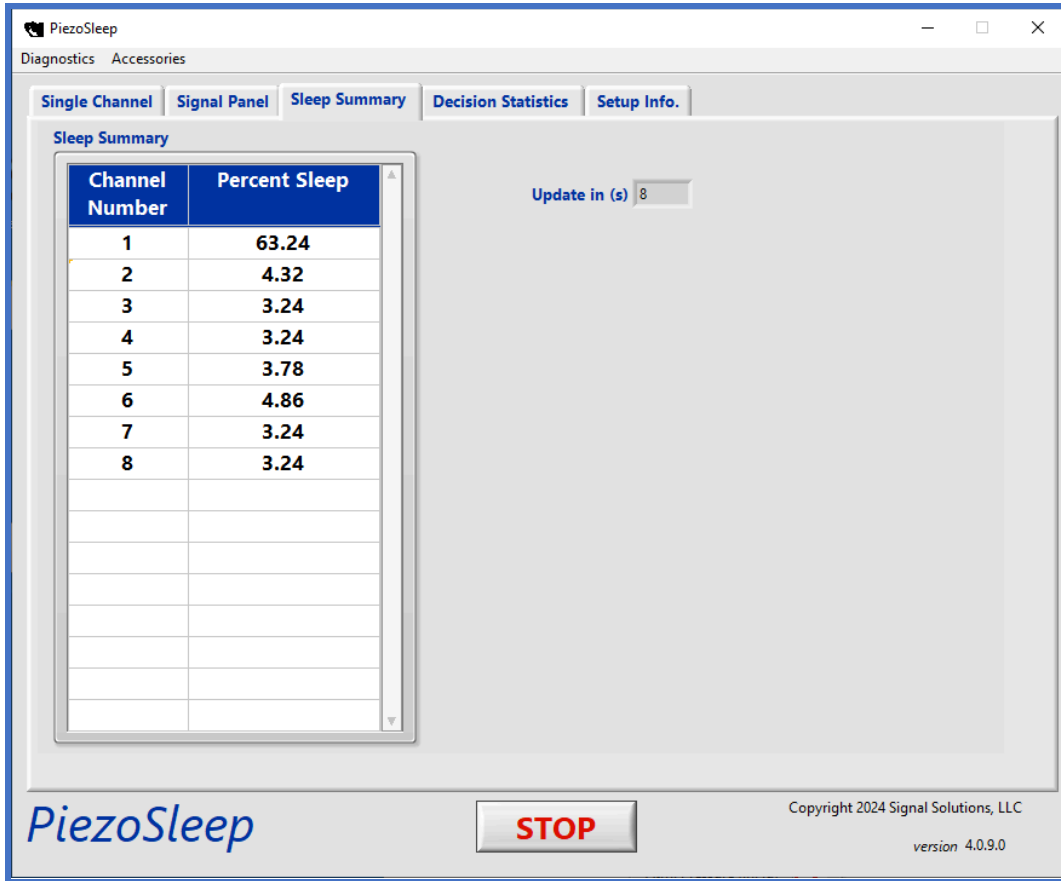 PiezoSleep
Diagnostics Accessories
Single Channel Signal Panel Sleep Summary Decision Statistics Setup Info.
Sleep Summary
Channel Number Percent Sleep
Update in (s) 8
1 63.24
2 4.32
3 3.24
4 3.24
5 3.78
6 4.86
7 3.24
8 3.24
PiezoSleep
STOP
Copyright 2024 Signal Solutions, LLC
version 4.0.9.0